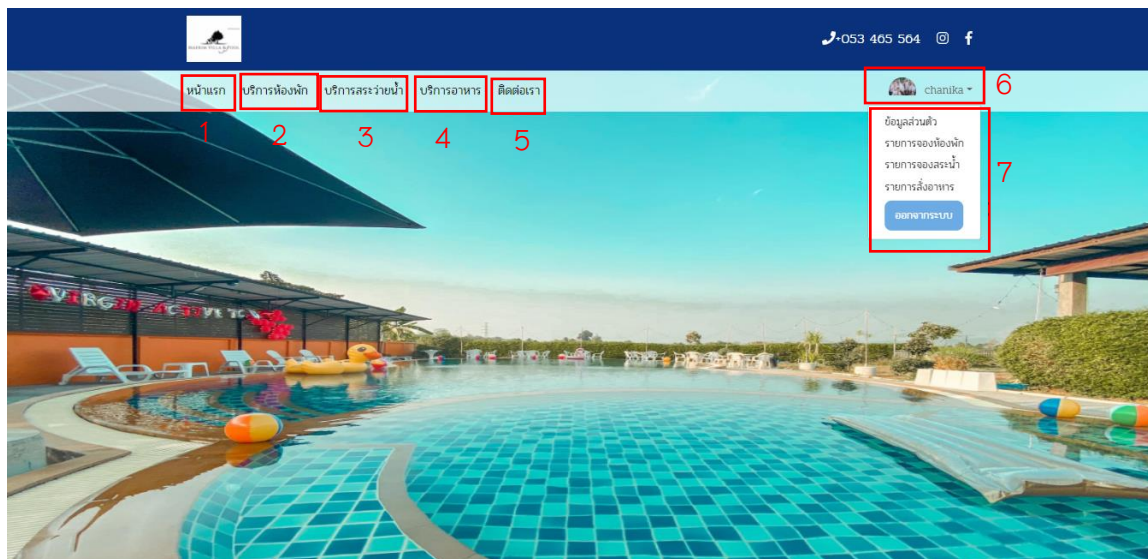 +053 465 564
หน้าแรก บริการห้องพัก บริการสระว่ายน้ำ บริการอาหาร ติดต่อเรา chanika 6
1 2 3 4 5
ข้อมูลส่วนตัว
รายการจองห้องพัก
รายการจองสระน้ำ
7
รายการสั่งอาหาร
ออกจากระบบ